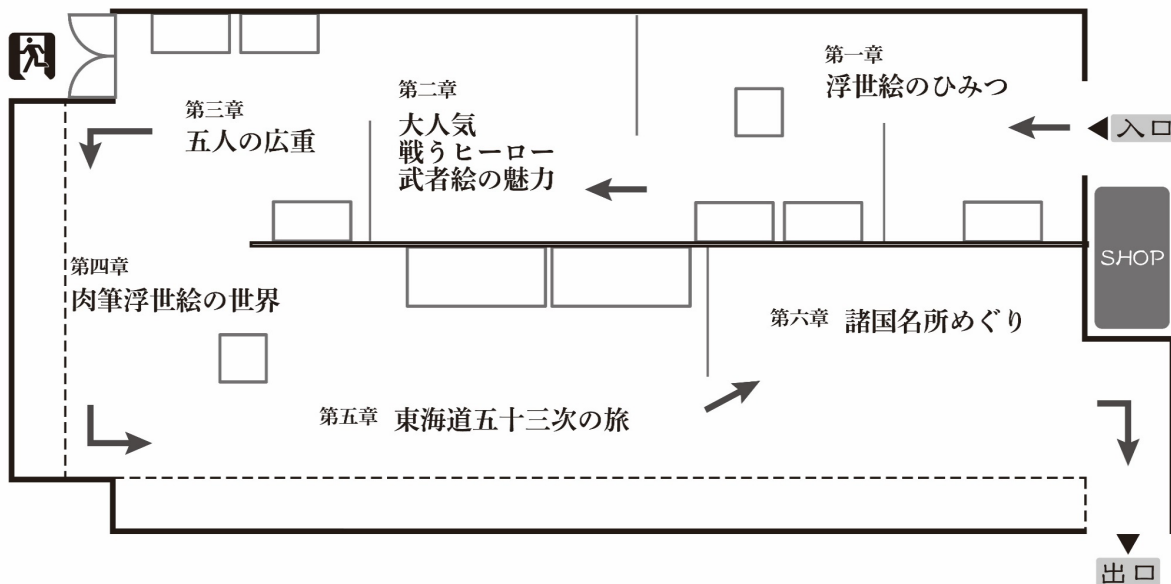 第一章
浮世絵のひみつ
入口
第二章
大人気
戦うヒーロー
武者絵の魅力
第三章
五人の広重
SHOP
第四章
肉筆浮世絵の世界
第五章 東海道五十三次の旅
第六章 諸国名所めぐり
出口